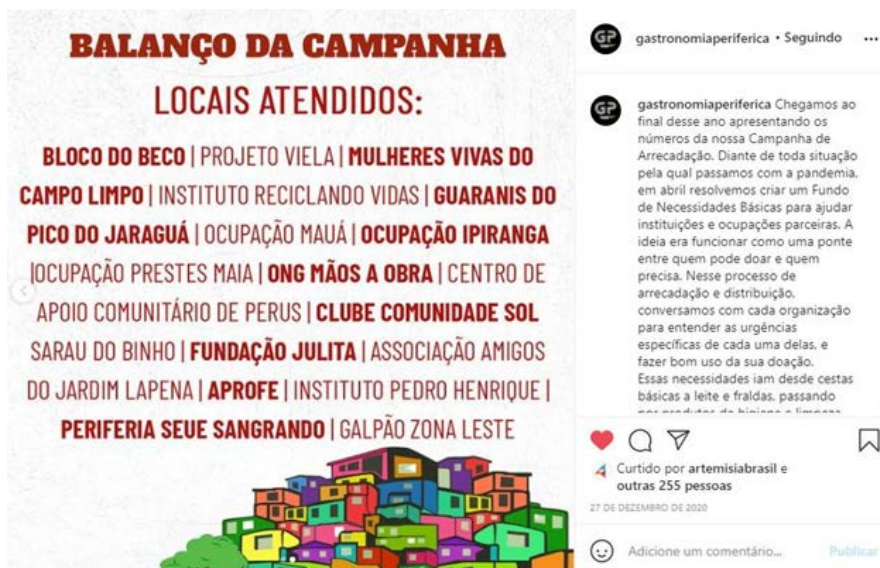 BALANÇO DA CAMPANHA
LOCAIS ATENDIDOS:
BLOCO DO BECO | PROJETO VIELA | MULHERES VIVAS DO
CAMPO LIMPO | INSTITUTO RECICLANDO VIDAS | GUARANIS DO
PICO DO JARAGUÁ | OCUPAÇÃO MAUÁ | OCUPAÇÃO IPIRANGA
|OCUPAÇÃO PRESTES MAIA | ONG MÃOS A OBRA | CENTRO DE
APOIO COMUNITÁRIO DE PERUS | CLUBE COMUNIDADE SOL
SARAU DO BINHO | FUNDAÇÃO JULITA | ASSOCIAÇÃO AMIGOS
DO JARDIM LAPENA | APROFE | INSTITUTO PEDRO HENRIQUE |
PERIFERIA SEUE SANGRANDO | GALPÃO ZONA LESTE
GP
gastronomiaperiferica • Seguindo
GP
gastronomiaperiferica Chegamos ao
final desse ano apresentando os
números da nossa Campanha de
Arrecadação. Diante de toda situação
pela qual passamos com a pandemia,
em abril resolvemos criar um Fundo
de Necessidades Básicas para ajudar
instituições e ocupações parceiras. A
ideia era funcionar como uma ponte
entre quem pode doar e quem
precisa. Nesse processo de
arrecadação e distribuição,
conversamos com cada organização
para entender as urgências
específicas de cada uma delas, e
fazer bom uso da sua doação.
Essas necessidades iam desde cestas
básicas a leite e fraldas, passando
por produtos de higiene e limpeza
Curtido por artemisiabrasil e
outras 255 pessoas
27 DE DEZEMBRO DE 2020
Adicione um comentário...
Publicar